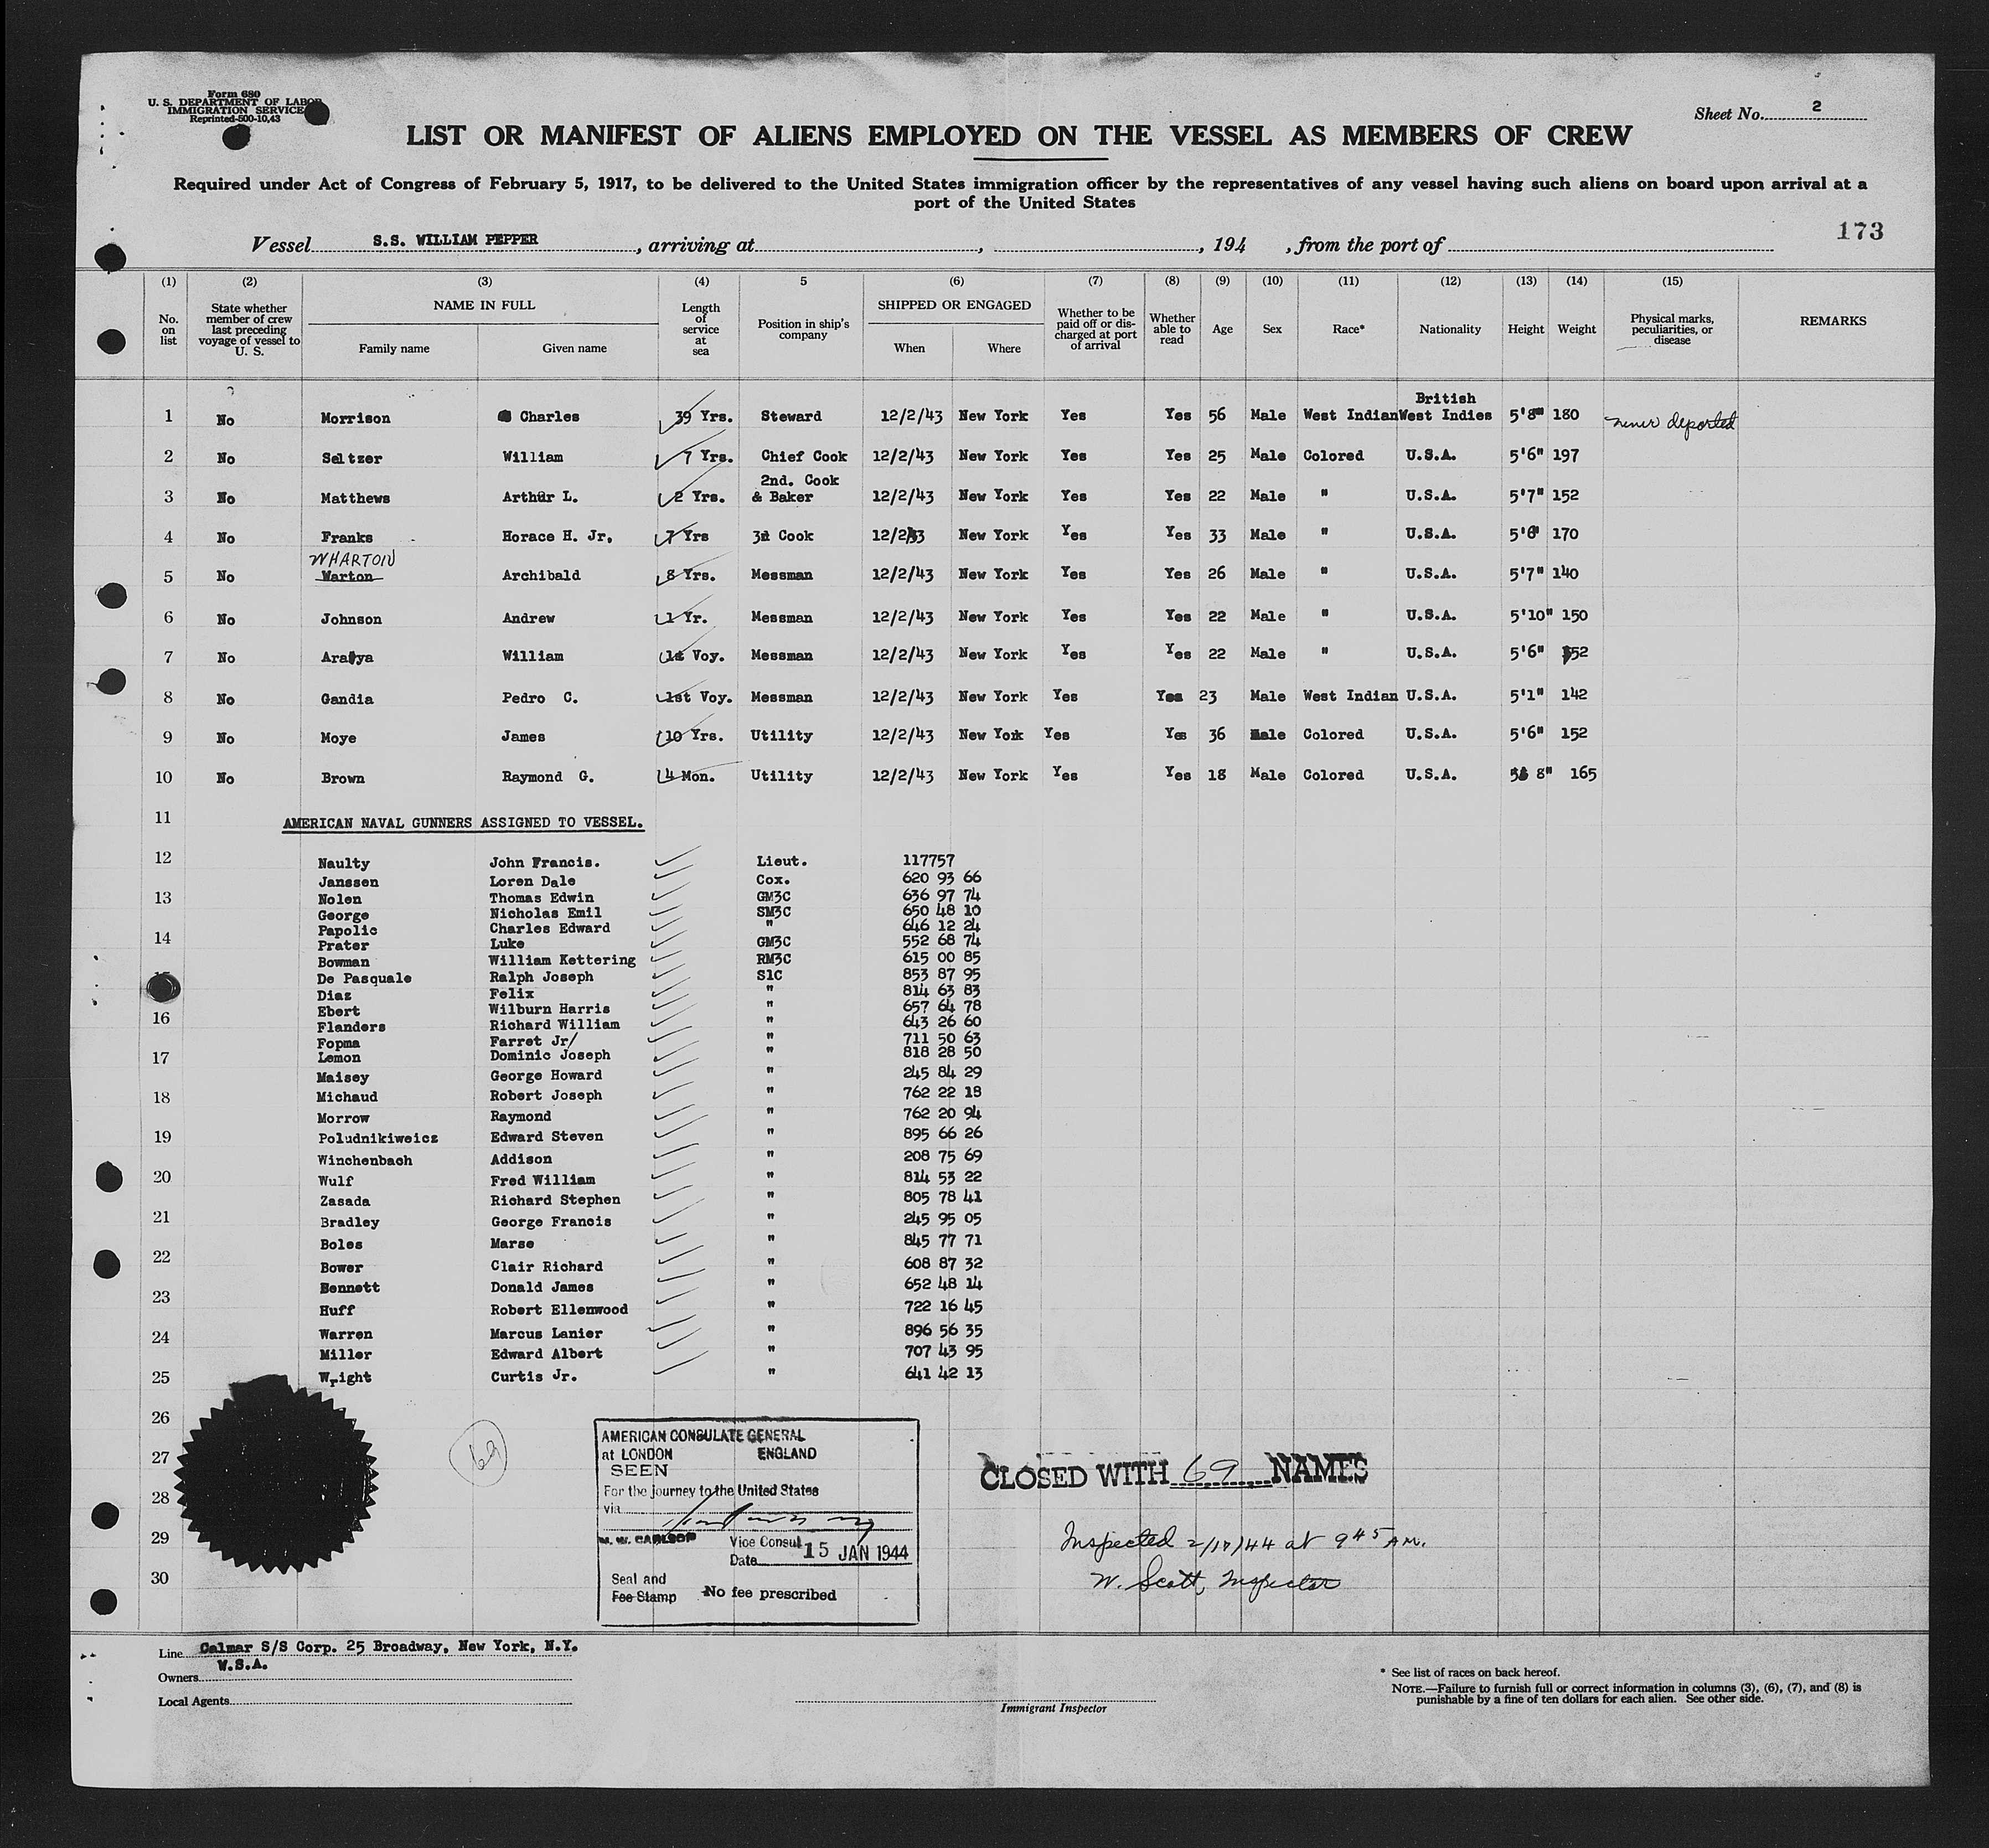 Form 680
U. S. DEPARTMENT OF LABOR
IMMIGRATION SERVICE
Reprinted-500-10,43
Sheet No. 2
LIST OR MANIFEST OF ALIENS EMPLOYED ON THE VESSEL AS MEMBERS OF CREW
Required under Act of Congress of February 5, 1917, to be delivered to the United States immigration officer by the representatives of any vessel having such aliens on board upon arrival at a
port of the United States
173
Vessel S.S. WILLIAM PEPPER, arriving at , , 194 , from the port of
(1) (2) (3) (4) 5 (6) (7) (8) (9) (10) (11) (12) (13) (14) (15)
No. on list
State whether member of crew last preceding voyage of vessel to U. S.
NAME IN FULL
Family name Given name
Length of service at sea
Position in ship's company
SHIPPED OR ENGAGED
When Where
Whether to be paid off or discharged at port of arrival
Whether able to read
Age Sex Race* Nationality Height Weight
Physical marks, peculiarities, or disease
REMARKS
1 No Morrison Charles 39 Yrs. Steward 12/2/43 New York Yes Yes 56 Male West Indian British West Indies 5'8" 180 never deported
2 No Seltzer William 7 Yrs. Chief Cook 12/2/43 New York Yes Yes 25 Male Colored U.S.A. 5'6" 197
3 No Matthews Arthur L. 2 Yrs. 2nd. Cook & Baker 12/2/43 New York Yes Yes 22 Male " U.S.A. 5'7" 152
4 No Franks Horace H. Jr. 7 Yrs 3d Cook 12/2/43 New York Yes Yes 33 Male " U.S.A. 5'6" 170
WHARTON
5 No Warton Archibald 8 Yrs. Messman 12/2/43 New York Yes Yes 26 Male " U.S.A. 5'7" 140
6 No Johnson Andrew 1 Yr. Messman 12/2/43 New York Yes Yes 22 Male " U.S.A. 5'10" 150
7 No William 1st Voy. Messman 12/2/43 New York Yes Yes 22 Male " U.S.A. 5'6" 152
8 No Gandia Pedro C. 1st Voy. Messman 12/2/43 New York Yes Yes 23 Male West Indian U.S.A. 5'1" 142
9 No Moye James 10 Yrs. Utility 12/2/43 New York Yes Yes 36 Male Colored U.S.A. 5'6" 152
10 No Brown Raymond G. 4 Mon. Utility 12/2/43 New York Yes Yes 18 Male Colored U.S.A. 5' 8" 165
11 AMERICAN NAVAL GUNNERS ASSIGNED TO VESSEL.
12 Naulty John Francis. Lieut. 117757
Janssen Loren Dale Cox. 620 93 66
13 Nolen Thomas Edwin GM3C 636 97 74
George Nicholas Emil SM3C 650 48 10
Papolic Charles Edward " 646 12 24
14 Prater Luke GM3C 552 68 74
Bowman William Kettering RM3C 615 00 85
De Pasquale Ralph Joseph S1C 853 87 95
Diaz Felix " 814 63 83
Ebert Wilburn Harris " 657 64 78
16 Flanders Richard William " 643 26 60
Fopma Farret Jr/ " 711 50 63
17 Lemon Dominic Joseph " 818 28 50
Maisey George Howard " 245 84 29
18 Michaud Robert Joseph " 762 22 18
Morrow Raymond " 762 20 94
19 Poludnikiweicz Edward Steven " 895 66 26
Winchenbach Addison " 208 75 69
20 Wulf Fred William " 814 53 22
Zasada Richard Stephen " 805 78 41
21 Bradley George Francis " 245 95 05
Boles Marse " 845 77 71
22 Bower Clair Richard " 608 87 32
Bennett Donald James " 652 48 14
23 Huff Robert Ellenwood " 722 16 45
24 Warren Marcus Lanier " 896 56 35
Miller Edward Albert " 707 43 95
25 Wright Curtis Jr. " 641 42 13
26
27
28
29
30
69
AMERICAN CONSULATE GENERAL
at LONDON ENGLAND
SEEN
For the journey to the United States
via
W. W. CARLSON Vice Consul
Date 15 JAN 1944
Seal and
Fee Stamp No fee prescribed
CLOSED WITH 69 NAMES
Inspected 2/17/44 at 9 45 A.M.
W. Scott, Inspector
Line Calmar S/S Corp. 25 Broadway, New York, N.Y.
Owners W.S.A.
Local Agents
Immigrant Inspector
* See list of races on back hereof.
NOTE.—Failure to furnish full or correct information in columns (3), (6), (7), and (8) is
punishable by a fine of ten dollars for each alien. See other side.